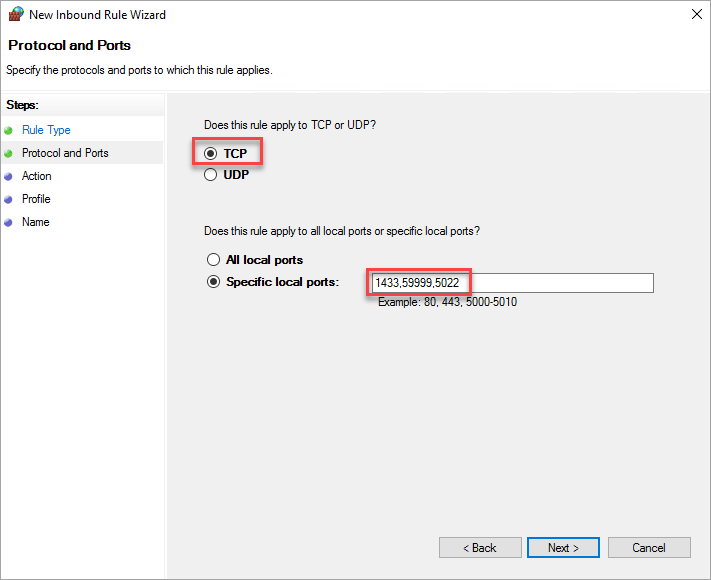 New Inbound Rule Wizard
Protocol and Ports
Specify the protocols and ports to which this rule applies.
Steps:
Rule Type
Protocol and Ports
Action
Profile
Name
Does this rule apply to TCP or UDP?
TCP
UDP
Does this rule apply to all local ports or specific local ports?
All local ports
Specific local ports:
1433,59999,5022
Example: 80, 443, 5000-5010
< Back
Next >
Cancel